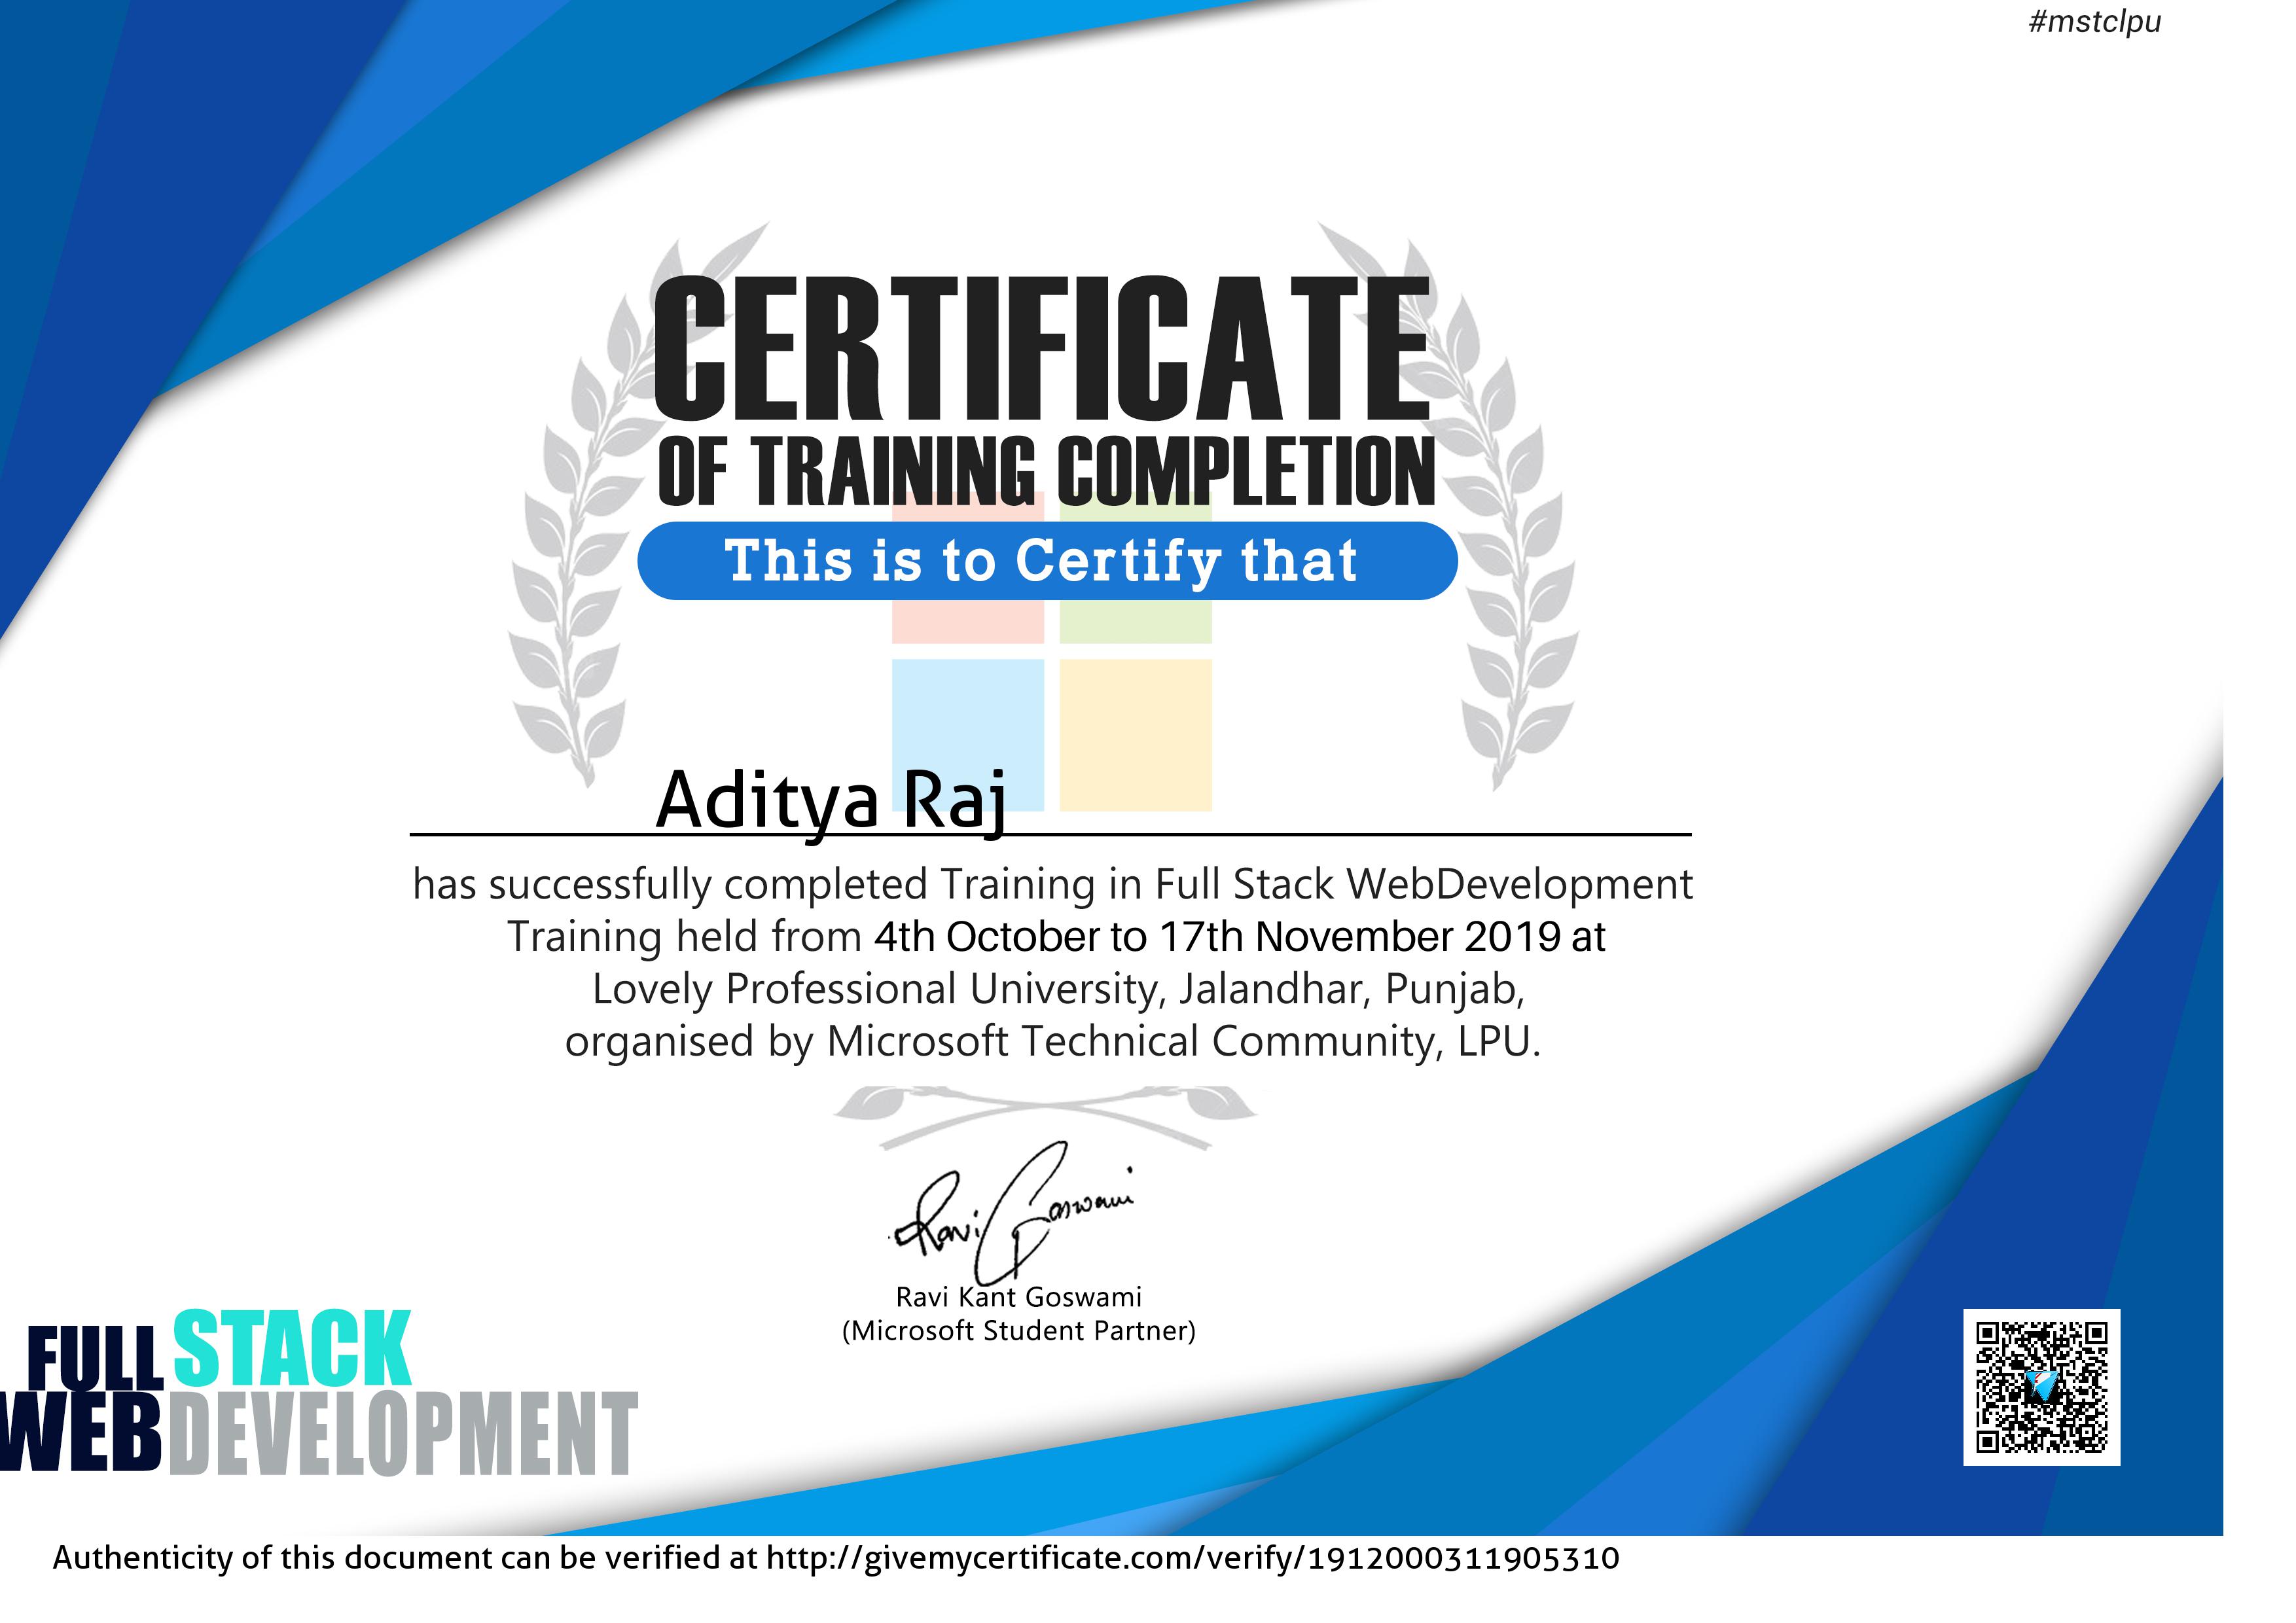 #mstclpu
CERTIFICATE
OF TRAINING COMPLETION
This is to Certify that
Aditya Raj
has successfully completed Training in Full Stack WebDevelopment
Training held from 4th October to 17th November 2019 at
Lovely Professional University, Jalandhar, Punjab,
organised by Microsoft Technical Community, LPU.
Ravi Goswami
Ravi Kant Goswami
(Microsoft Student Partner)
FULL STACK
WEBDEVELOPMENT
Authenticity of this document can be verified at http://givemycertificate.com/verify/1912000311905310